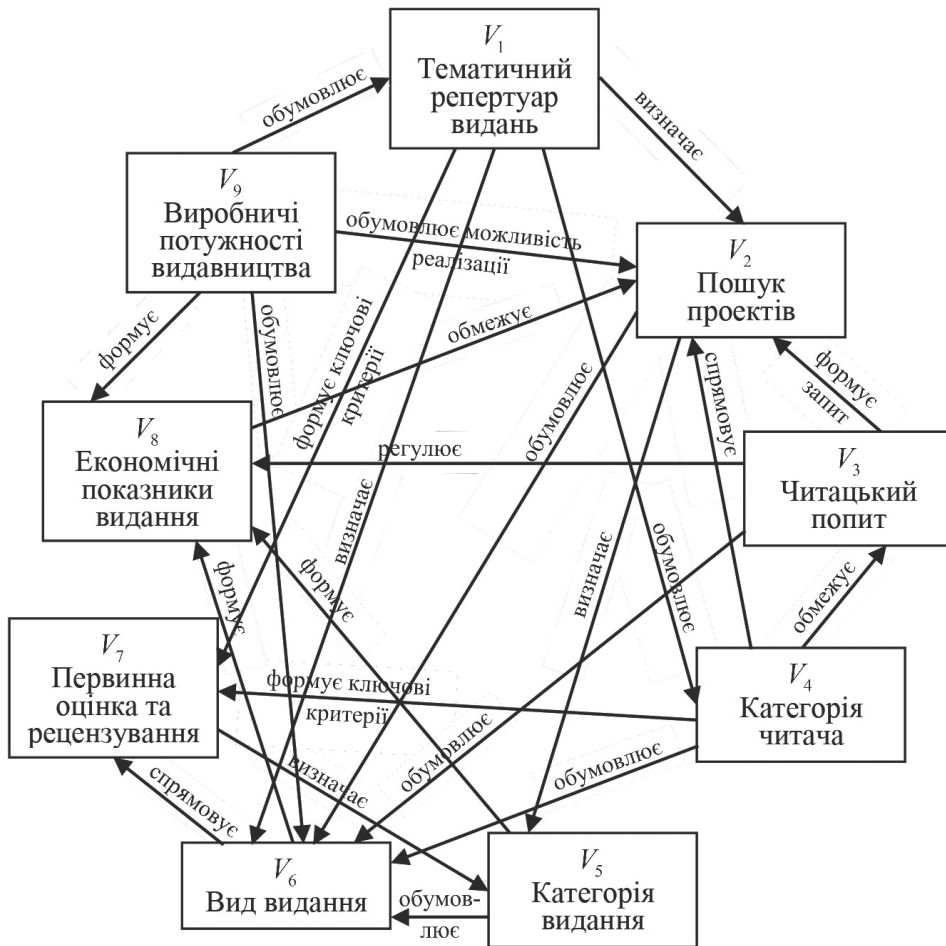 V1
Тематичний
репертуар
видань
обумовлює
визначає
V9
Виробничі
потужності
видавництва
обумовлює можливість
реалізації
V2
Пошук
проектів
формує
обумовлює
формує ключові
критерії
обмежує
обумовлює
спрямовує
формує
запит
V8
Економічні
показники
видання
регулює
V3
Читацький
попит
визначає
формує
формує
визначає
обумовлює
обмежує
V7
Первинна
оцінка та
рецензування
формує ключові
критерії
V4
Категорія
читача
спрямовує
визначає
обумовлює
обумовлює
V6
Вид видання
обумов-
лює
V5
Категорія
видання